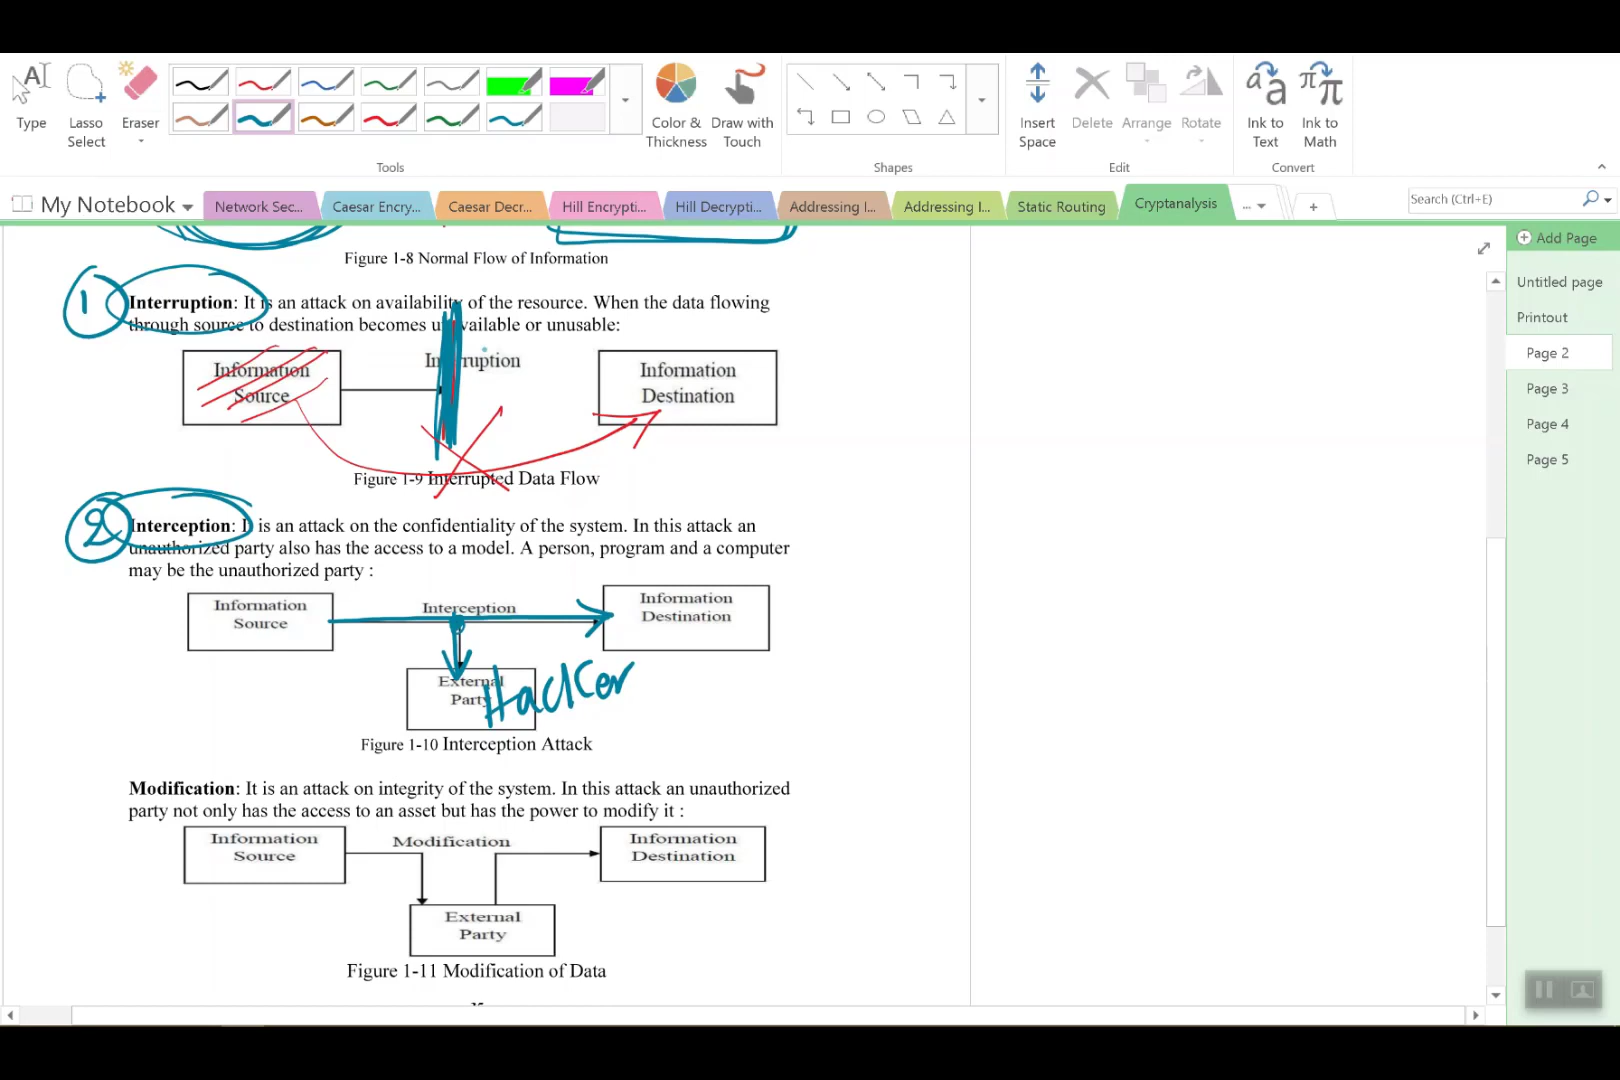 Type
Lasso
Select
Eraser
Color &
Thickness
Draw with
Touch
Insert
Space
Delete
Arrange
Rotate
Ink to
Text
Ink to
Math
Tools
Shapes
Edit
Convert
My Notebook
Network Sec...
Caesar Encry...
Caesar Decr...
Hill Encrypti...
Hill Decrypti...
Addressing I...
Addressing I...
Static Routing
Cryptanalysis
...
Search (Ctrl+E)
Add Page
Untitled page
Printout
Page 2
Page 3
Page 4
Page 5
Figure 1-8 Normal Flow of Information
1
Interruption: It is an attack on availability of the resource. When the data flowing
through source to destination becomes unavailable or unusable:
Information
Source
Interruption
Information
Destination
Figure 1-9 Interrupted Data Flow
2
Interception: It is an attack on the confidentiality of the system. In this attack an
unauthorized party also has the access to a model. A person, program and a computer
may be the unauthorized party :
Information
Source
Interception
Information
Destination
External
Party
Hacker
Figure 1-10 Interception Attack
Modification: It is an attack on integrity of the system. In this attack an unauthorized
party not only has the access to an asset but has the power to modify it :
Information
Source
Modification
Information
Destination
External
Party
Figure 1-11 Modification of Data